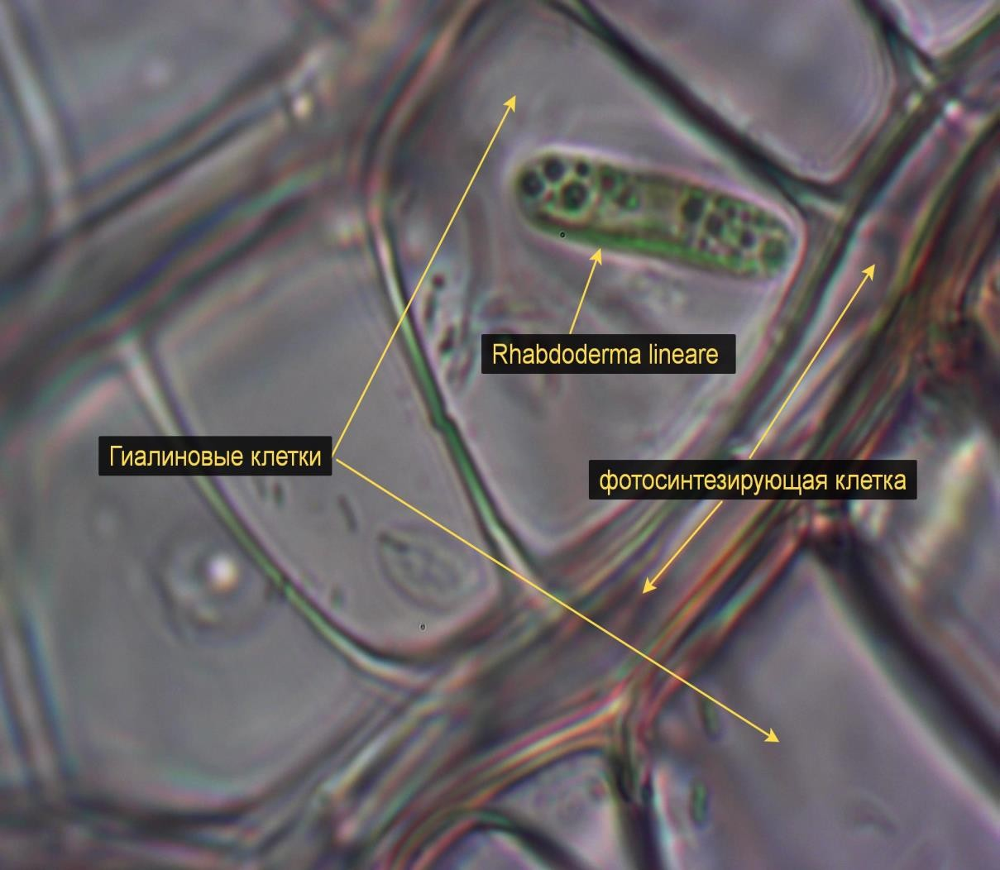 Rhabdoderma lineare
Гиалиновые клетки
фотосинтезирующая клетка